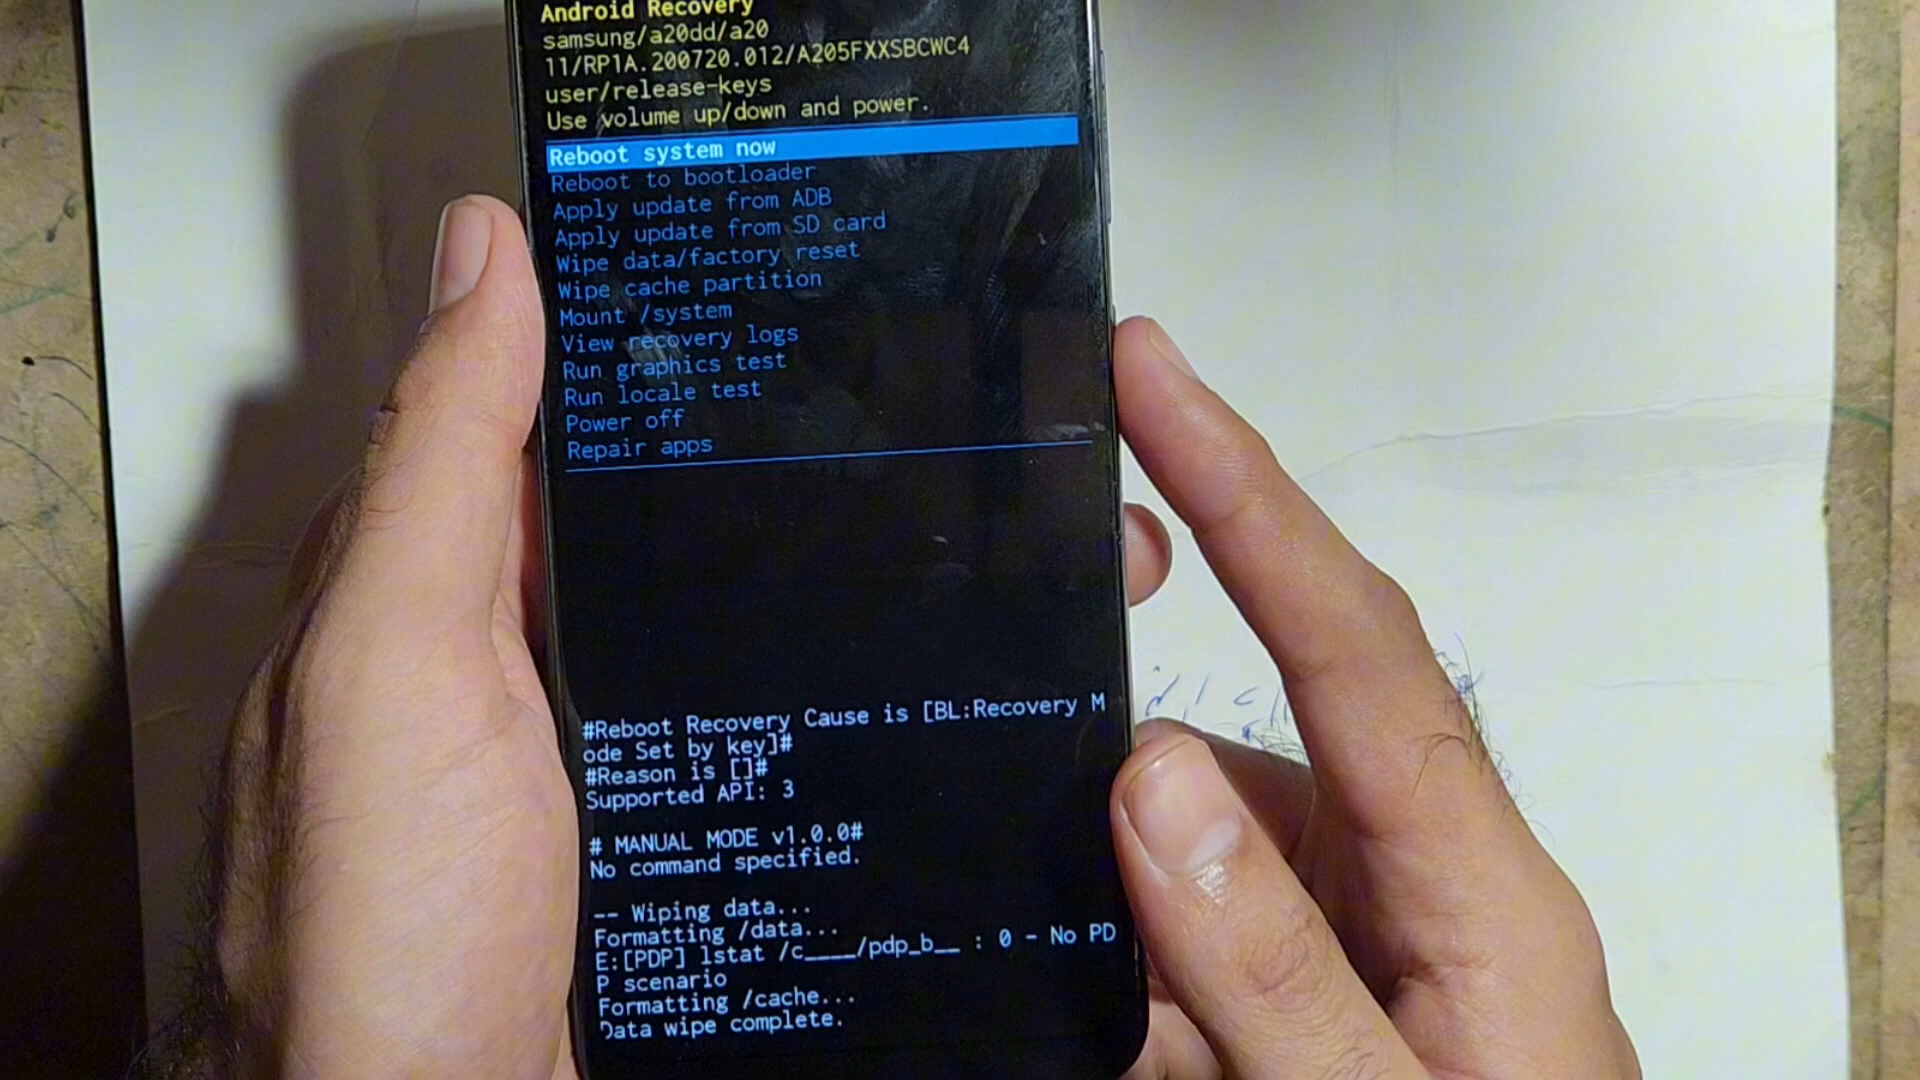 Android Recovery
samsung/a20dd/a20
11/RP1A.200720.012/A205FXXSBCWC4
user/release-keys
Use volume up/down and power.
Reboot system now
Reboot to bootloader
Apply update from ADB
Apply update from SD card
Wipe data/factory reset
Wipe cache partition
Mount /system
View recovery logs
Run graphics test
Run locale test
Power off
Repair apps
#Reboot Recovery Cause is [BL:Recovery M
ode Set by key]#
#Reason is []#
Supported API: 3
# MANUAL MODE v1.0.0#
No command specified.
-- Wiping data...
Formatting /data...
E:[PDP] lstat /c____/pdp_b__ : 0 - No PD
P scenario
Formatting /cache...
Data wipe complete.